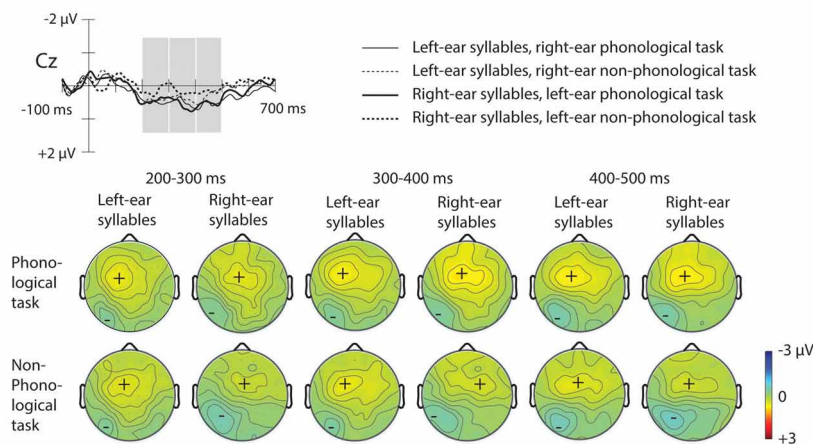 -2 µV
Cz
-100 ms
700 ms
+2 µV
Left-ear syllables, right-ear phonological task
Left-ear syllables, right-ear non-phonological task
Right-ear syllables, left-ear phonological task
Right-ear syllables, left-ear non-phonological task
200-300 ms
300-400 ms
400-500 ms
Left-ear
syllables
Right-ear
syllables
Left-ear
syllables
Right-ear
syllables
Left-ear
syllables
Right-ear
syllables
Phono-
logical
task
+ + + + + +
- - - - - -
Non-
Phono-
logical
task
+ + + + + +
- - - - - -
-3 µV
0
+3